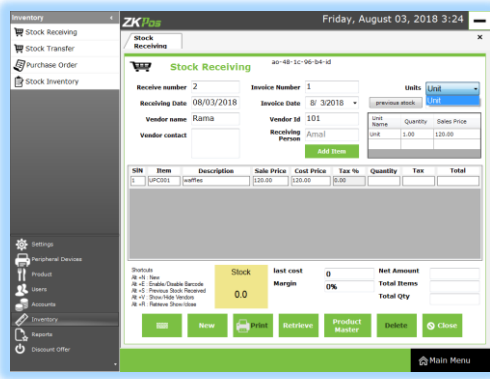 Inventory
ZKPos
Friday, August 03, 2018 3:24
Stock Receiving
Stock Transfer
Purchase Order
Stock Inventory
Stock
Receiving
x
Stock Receiving
Receive number 2
Invoice Number 1
Units Unit
Unit
Receiving Date 08/03/2018
Invoice Date 8/ 3/2018
previous stock
Vendor name Rama
Vendor Id 101
Unit Name Quantity Sales Price
Unit 1.00 120.00
Vendor contact
Receiving Person Amal
Add Item
SIN Item Description Sale Price Cost Price Tax % Quantity Tax Total
1 UPC001 waffles 120.00 120.00 0.00
Settings
Peripheral Devices
Product
Users
Accounts
Inventory
Reports
Discount Offer
Shortcuts
Alt +N : New
Alt +E : Enable/Disable Barcode
Alt +S : Previous Stock Received
Alt +V : Show/Hide Vendors
Alt +R : Retrieve Show/close
Stock
0.0
last cost 0
Margin 0%
Net Amount
Total Items
Total Qty
New
Print
Retrieve
Product Master
Delete
Close
Main Menu